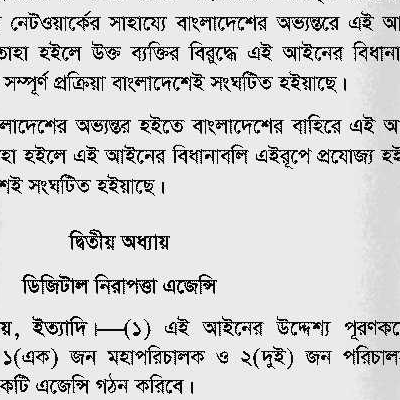 নেটওয়ার্কের সাহায্যে বাংলাদেশের অভ্যন্তরে এই
তাহা হইলে উক্ত ব্যক্তির বিরুদ্ধে এই আইনের বিধানা
সম্পূর্ণ প্রক্রিয়া বাংলাদেশেই সংঘটিত হইয়াছে।
লাদেশের অভ্যন্তর হইতে বাংলাদেশের বাহিরে এই
হা হইলে এই আইনের বিধানাবলি এইরূপে প্রযোজ্য হই
শেই সংঘটিত হইয়াছে।
দ্বিতীয় অধ্যায়
ডিজিটাল নিরাপত্তা এজেন্সি
য়, ইত্যাদি।—(১) এই আইনের উদ্দেশ্য পূরণকল্পে
১(এক) জন মহাপরিচালক ও ২(দুই) জন পরিচাল
কটি এজেন্সি গঠন করিবে।